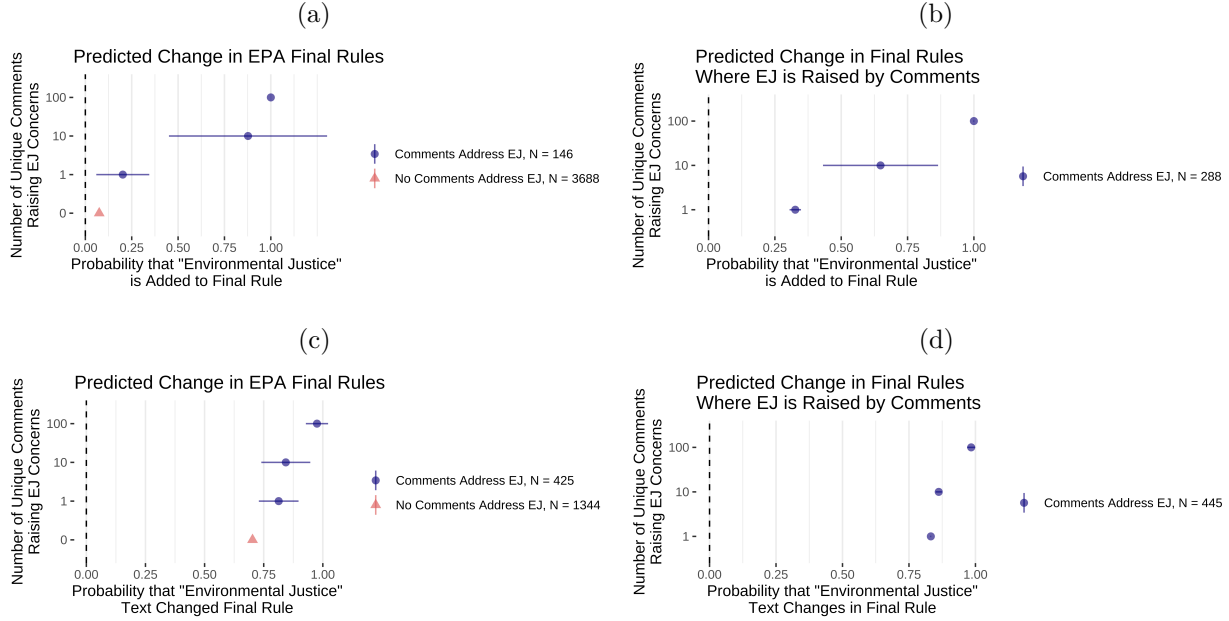 (a)
Predicted Change in EPA Final Rules
Number of Unique Comments
Raising EJ Concerns
100
10
1
0
0.00 0.25 0.50 0.75 1.00
Probability that "Environmental Justice"
is Added to Final Rule
Comments Address EJ, N = 146
No Comments Address EJ, N = 3688
(b)
Predicted Change in Final Rules
Where EJ is Raised by Comments
Number of Unique Comments
Raising EJ Concerns
100
10
1
0.00 0.25 0.50 0.75 1.00
Probability that "Environmental Justice"
is Added to Final Rule
Comments Address EJ, N = 288
(c)
Predicted Change in EPA Final Rules
Number of Unique Comments
Raising EJ Concerns
100
10
1
0
0.00 0.25 0.50 0.75 1.00
Probability that "Environmental Justice"
Text Changed Final Rule
Comments Address EJ, N = 425
No Comments Address EJ, N = 1344
(d)
Predicted Change in Final Rules
Where EJ is Raised by Comments
Number of Unique Comments
Raising EJ Concerns
100
10
1
0.00 0.25 0.50 0.75 1.00
Probability that "Environmental Justice"
Text Changes in Final Rule
Comments Address EJ, N = 445